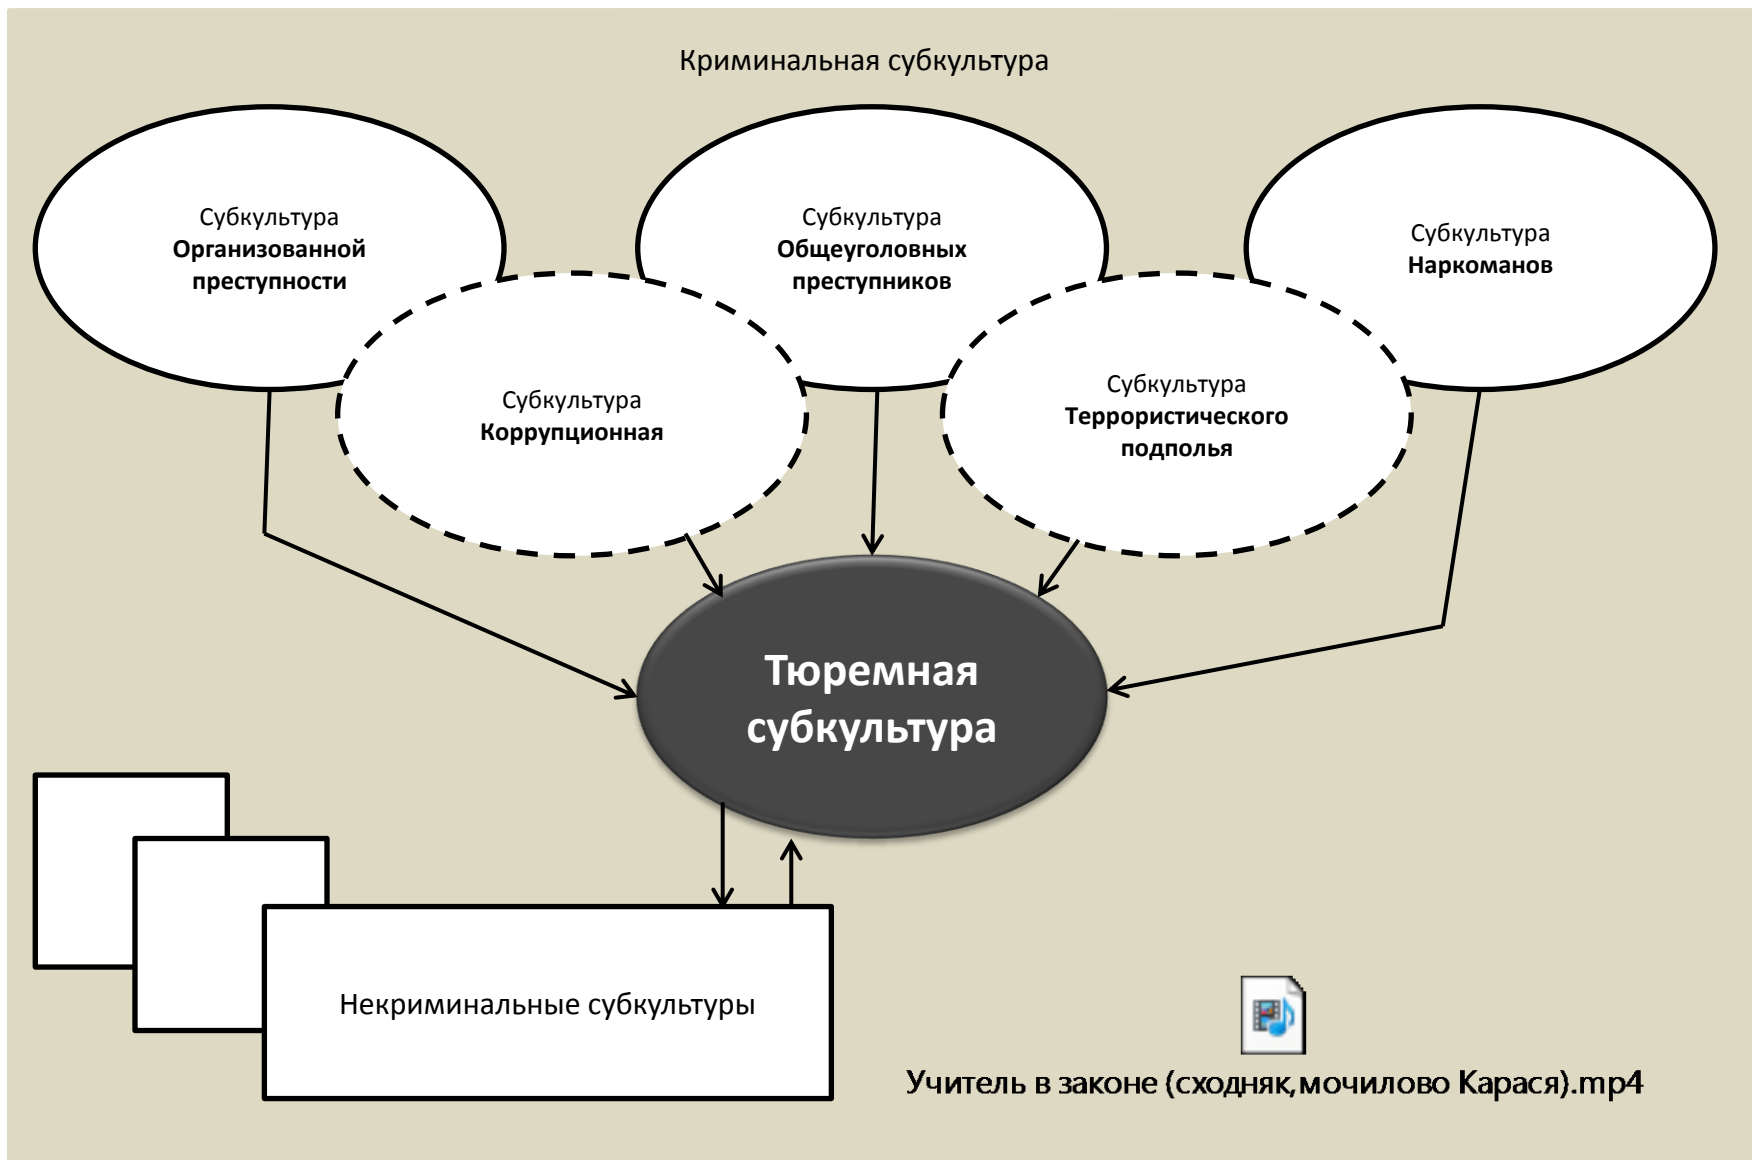 Криминальная субкультура
Субкультура
Организованной
преступности
Субкультура
Общеуголовных
преступников
Субкультура
Наркоманов
Субкультура
Коррупционная
Субкультура
Террористического
подполья
Тюремная
субкультура
Некриминальные субкультуры
Учитель в законе (сходняк,мочилово Карася).mp4